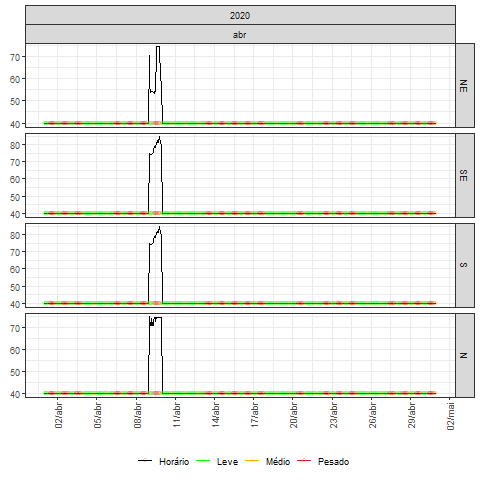 2020
abr
70
60
50
40
NE
80
70
60
50
40
SE
80
70
60
50
40
S
70
60
50
40
N
02/abr
05/abr
08/abr
11/abr
14/abr
17/abr
20/abr
23/abr
26/abr
29/abr
02/mai
Horário Leve Médio Pesado